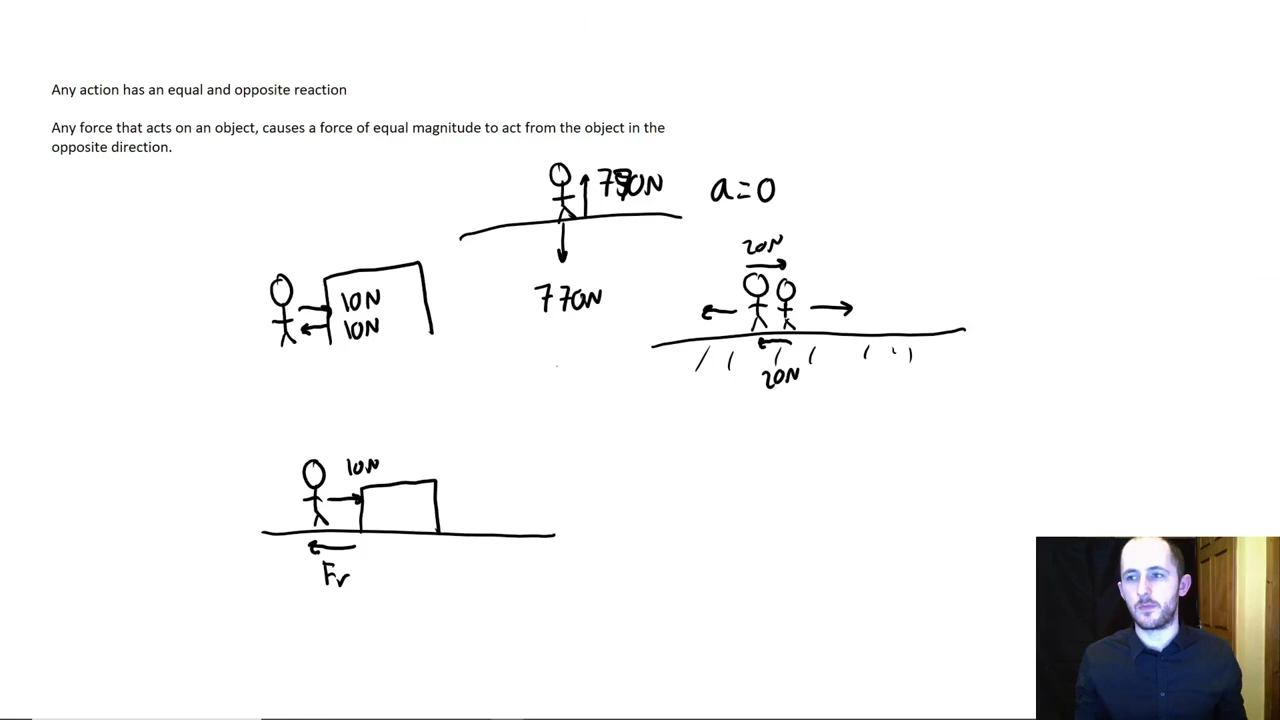 Any action has an equal and opposite reaction
Any force that acts on an object, causes a force of equal magnitude to act from the object in the
opposite direction.
a=0
20N
10N
10N
770N
20N
10N
Fr